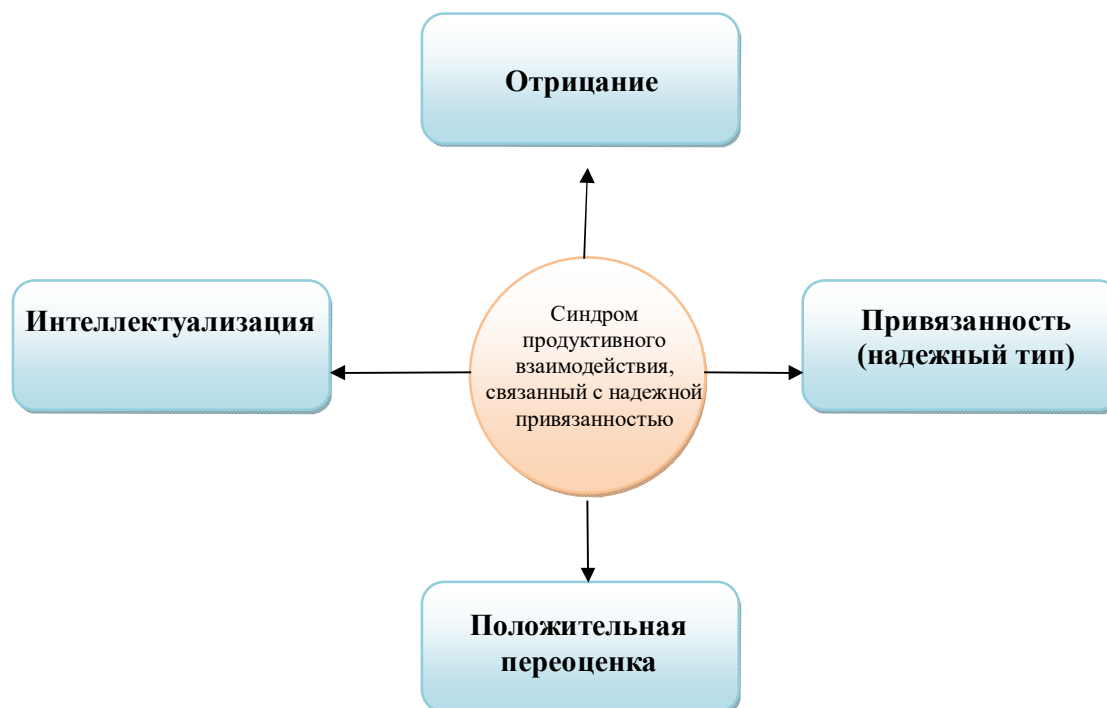 Отрицание
Интеллектуализация
Синдром
продуктивного
взаимодействия,
связанный с надежной
привязанностью
Привязанность
(надежный тип)
Положительная
переоценка